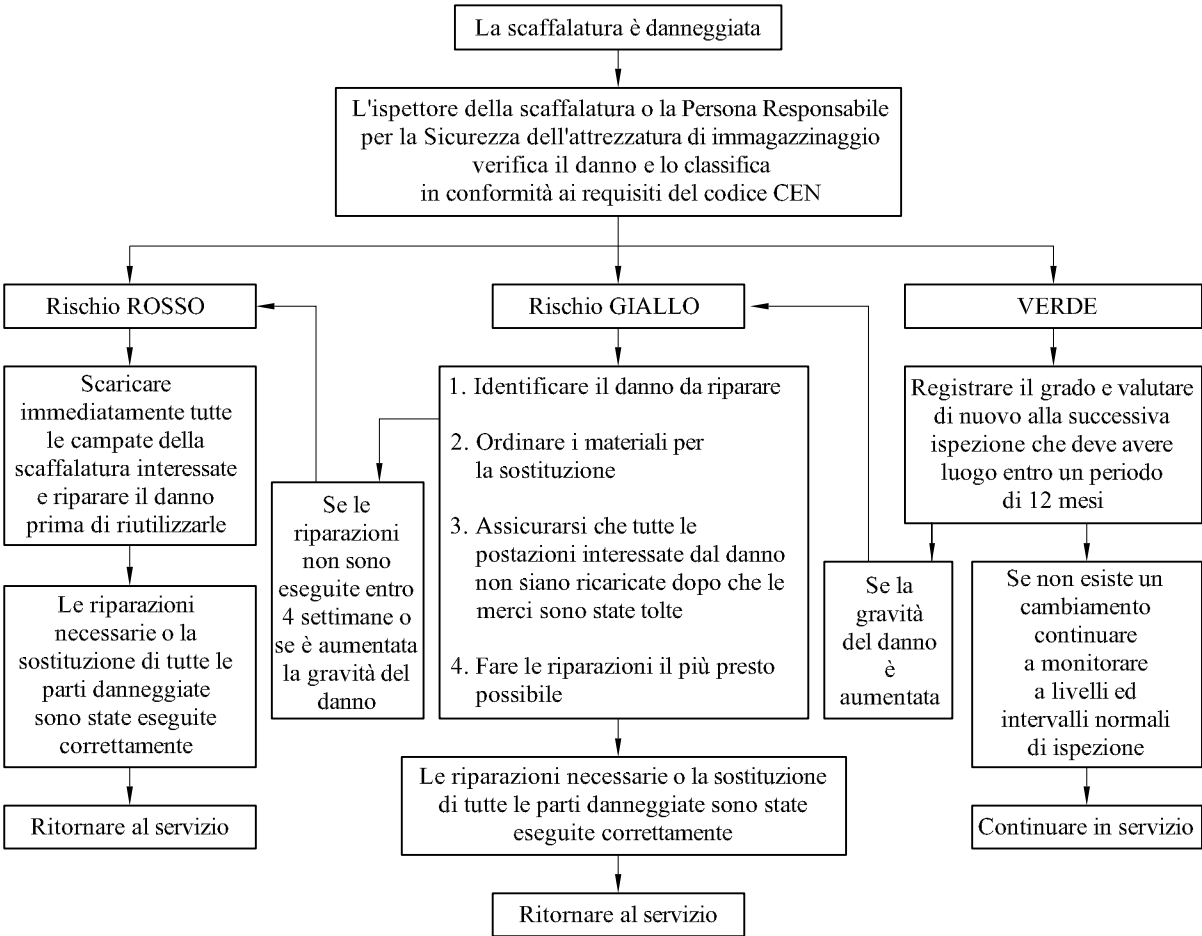 La scaffalatura è danneggiata
L'ispettore della scaffalatura o la Persona Responsabile
per la Sicurezza dell'attrezzatura di immagazzinaggio
verifica il danno e lo classifica
in conformità ai requisiti del codice CEN
Rischio ROSSO
Scaricare
immediatamente tutte
le campate della
scaffalatura interessate
e riparare il danno
prima di riutilizzarle
Le riparazioni
necessarie o la
sostituzione di tutte le
parti danneggiate
sono state eseguite
correttamente
Ritornare al servizio
Se le
riparazioni
non sono
eseguite entro
4 settimane o
se è aumentata
la gravità del
danno
Rischio GIALLO
1. Identificare il danno da riparare
2. Ordinare i materiali per
la sostituzione
3. Assicurarsi che tutte le
postazioni interessate dal danno
non siano ricaricate dopo che le
merci sono state tolte
4. Fare le riparazioni il più presto
possibile
Le riparazioni necessarie o la sostituzione
di tutte le parti danneggiate sono state
eseguite correttamente
Ritornare al servizio
VERDE
Registrare il grado e valutare
di nuovo alla successiva
ispezione che deve avere
luogo entro un periodo
di 12 mesi
Se la
gravità
del danno
è
aumentata
Se non esiste un
cambiamento
continuare
a monitorare
a livelli ed
intervalli normali
di ispezione
Continuare in servizio